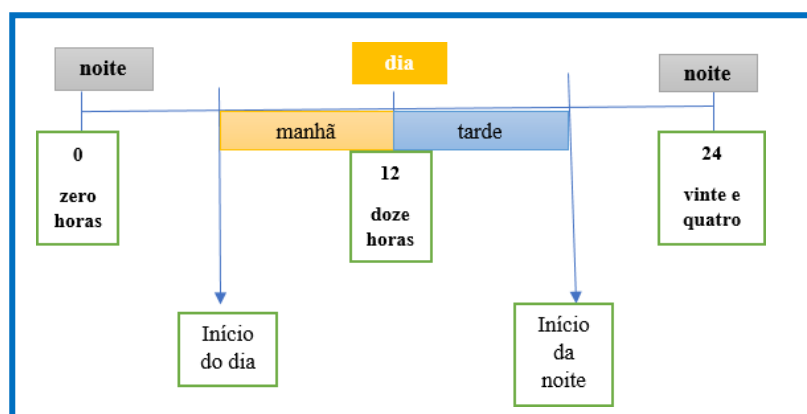 noite
dia
noite
manhã
tarde
0
zero
horas
12
doze
horas
24
vinte e
quatro
Início
do dia
Início
da
noite